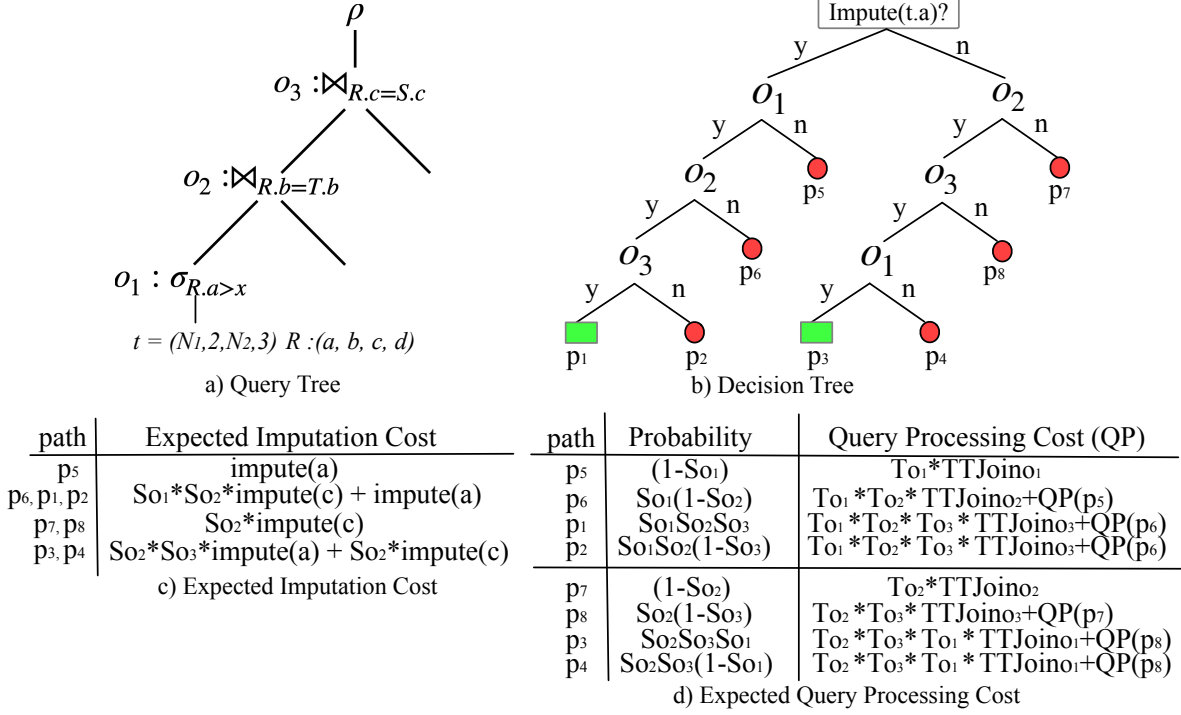 ρ
o3 :⋈R.c=S.c
o2 :⋈R.b=T.b
o1 : σR.a>x
t = (N1,2,N2,3) R :(a, b, c, d)
a) Query Tree
Impute(t.a)?
y n
o1 o2
y n y n
o2 p5 o3 p7
y n y n
o3 p6 o1 p8
y n y n
p1 p2 p3 p4
b) Decision Tree
path Expected Imputation Cost
p5 impute(a)
p6, p1, p2 So1*So2*impute(c) + impute(a)
p7, p8 So2*impute(c)
p3, p4 So2*So3*impute(a) + So2*impute(c)
c) Expected Imputation Cost
path Probability Query Processing Cost (QP)
p5 (1-So1) To1*TTJoino1
p6 So1(1-So2) To1*To2*TTJoino2+QP(p5)
p1 So1So2So3 To1*To2*To3*TTJoino3+QP(p6)
p2 So1So2(1-So3) To1*To2*To3*TTJoino3+QP(p6)
p7 (1-So2) To2*TTJoino2
p8 So2(1-So3) To2*To3*TTJoino3+QP(p7)
p3 So2So3So1 To2*To3*To1*TTJoino1+QP(p8)
p4 So2So3(1-So1) To2*To3*To1*TTJoino1+QP(p8)
d) Expected Query Processing Cost